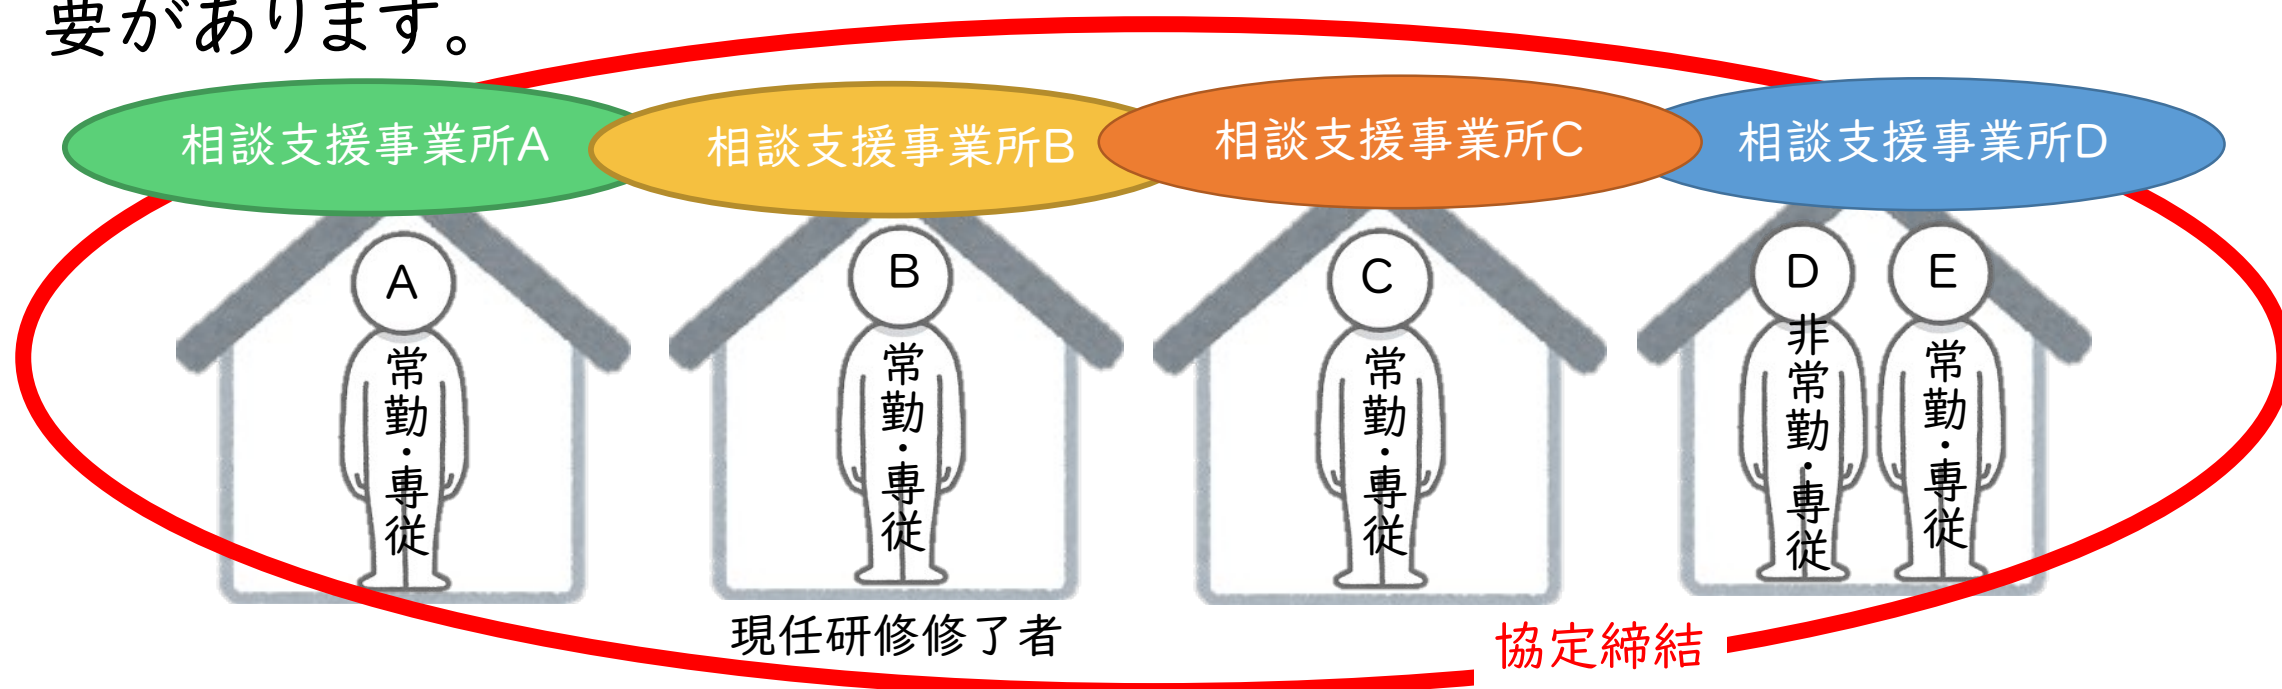 要があります。
相談支援事業所A
相談支援事業所B
相談支援事業所C
相談支援事業所D
A
常勤・専従
B
常勤・専従
C
常勤・専従
D
非常勤・専従
E
常勤・専従
現任研修修了者
協定締結